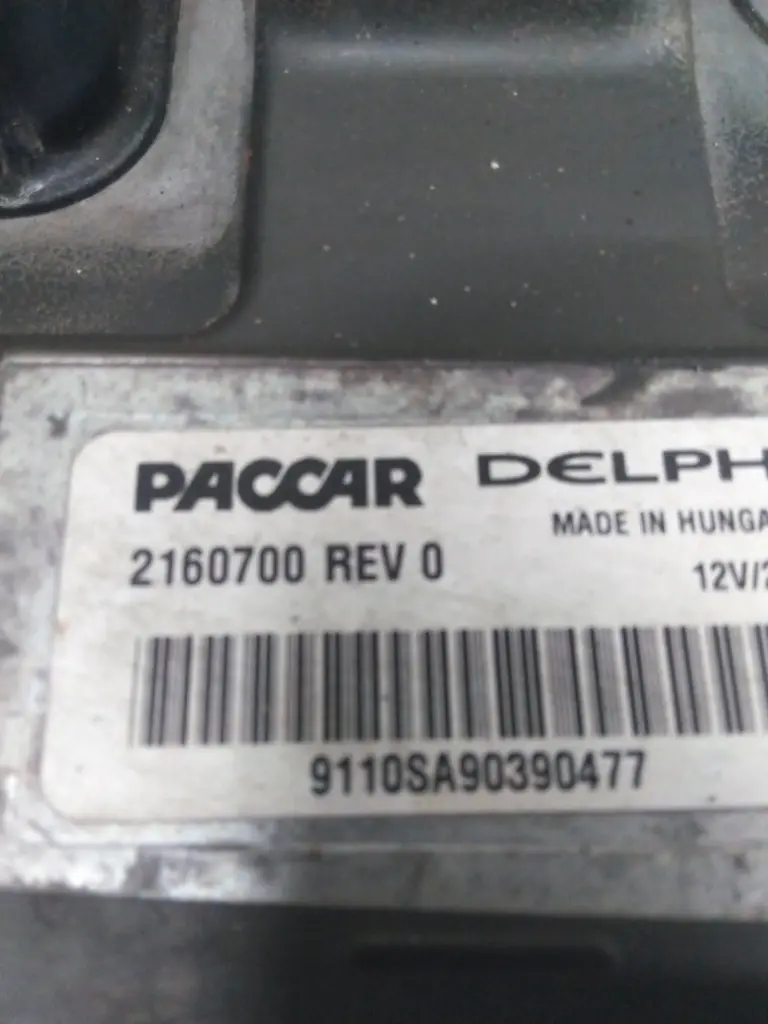 PACCAR DELPH
MADE IN HUNGA
2160700 REV 0
12V/2
9110SA90390477